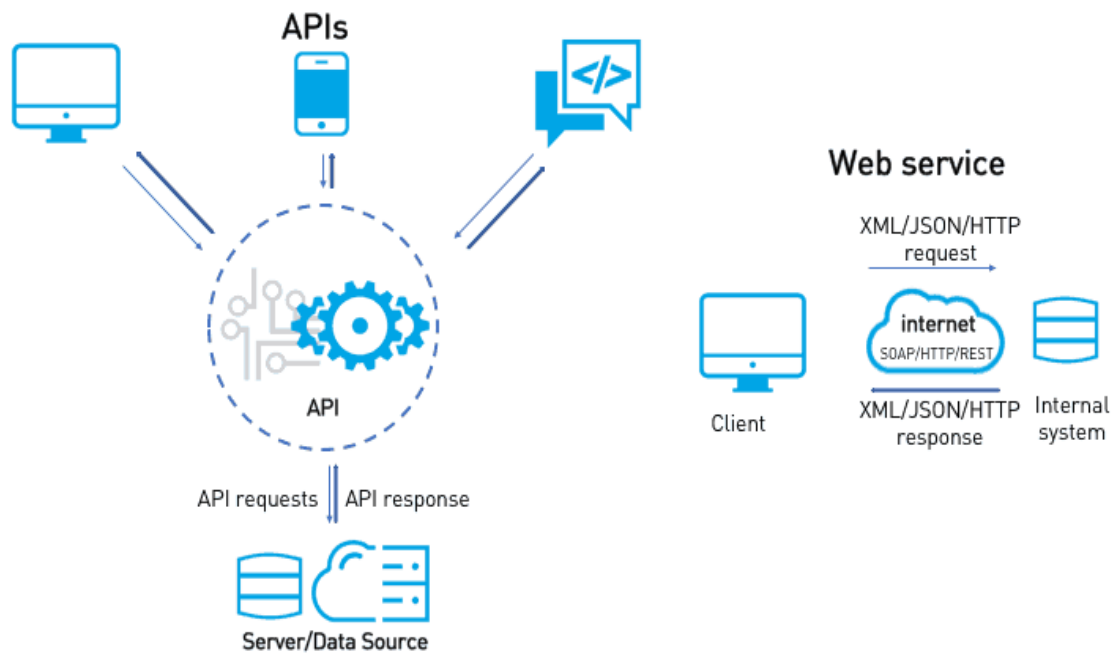 APIs
</>
API
API requests
API response
Server/Data Source
Web service
XML/JSON/HTTP
request
internet
SOAP/HTTP/REST
XML/JSON/HTTP
response
Client
Internal
system